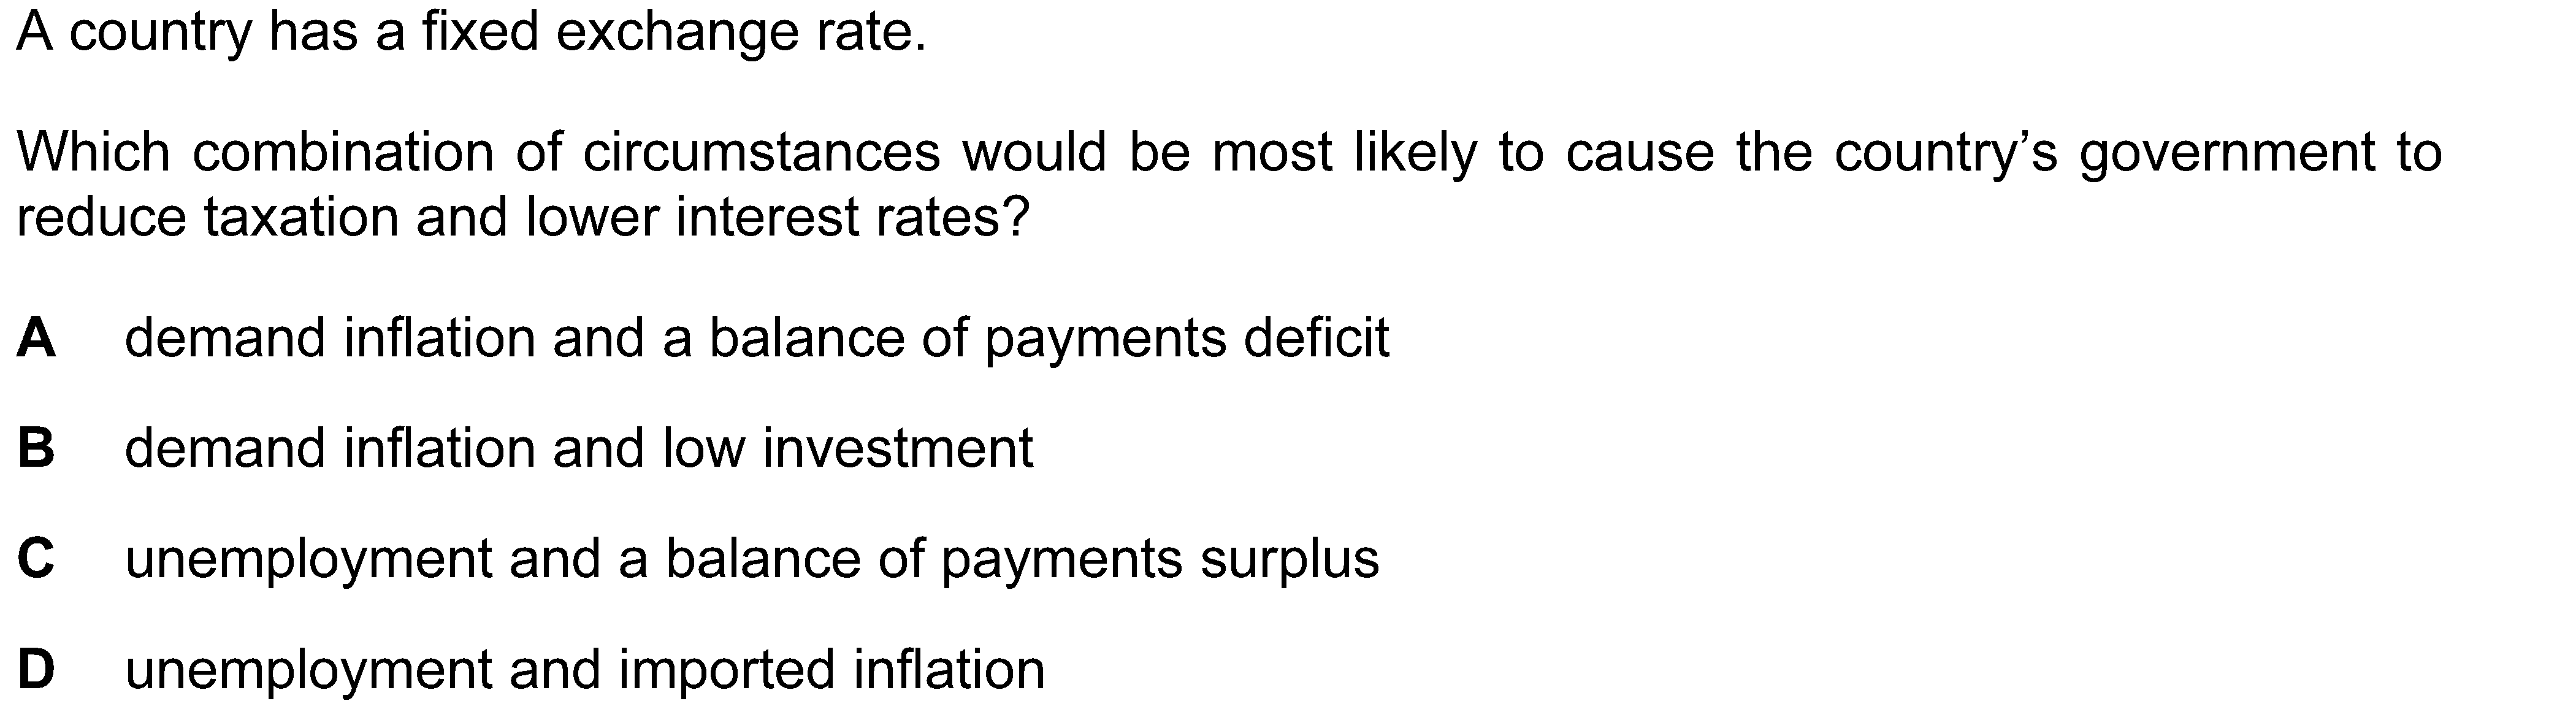 A country has a fixed exchange rate.
Which combination of circumstances would be most likely to cause the country’s government to
reduce taxation and lower interest rates?
A demand inflation and a balance of payments deficit
B demand inflation and low investment
C unemployment and a balance of payments surplus
D unemployment and imported inflation